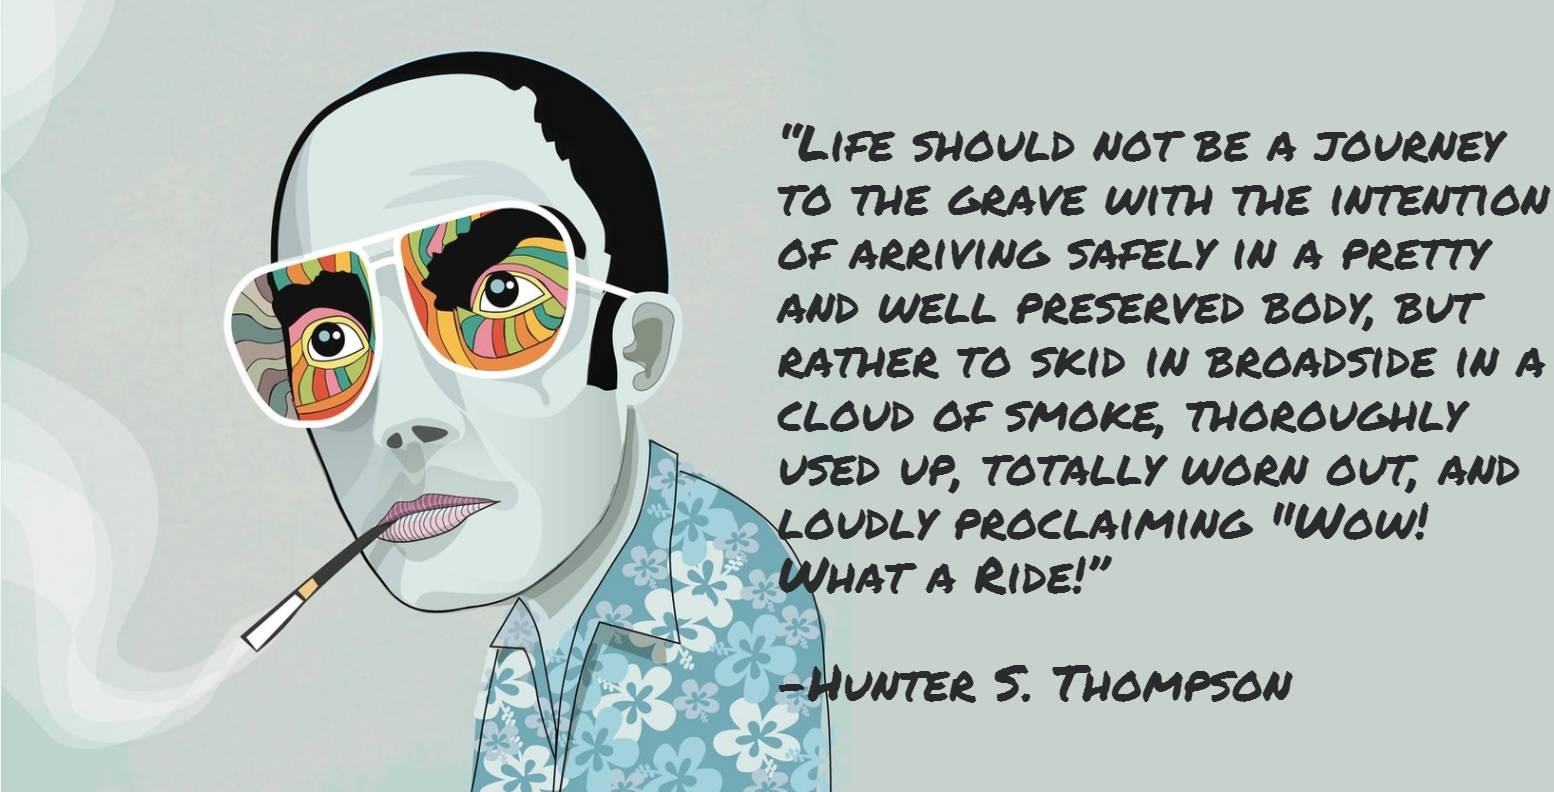 “Life should not be a journey
to the grave with the intention
of arriving safely in a pretty
and well preserved body, but
rather to skid in broadside in a
cloud of smoke, thoroughly
used up, totally worn out, and
loudly proclaiming "Wow!
What a Ride!”
–Hunter S. Thompson